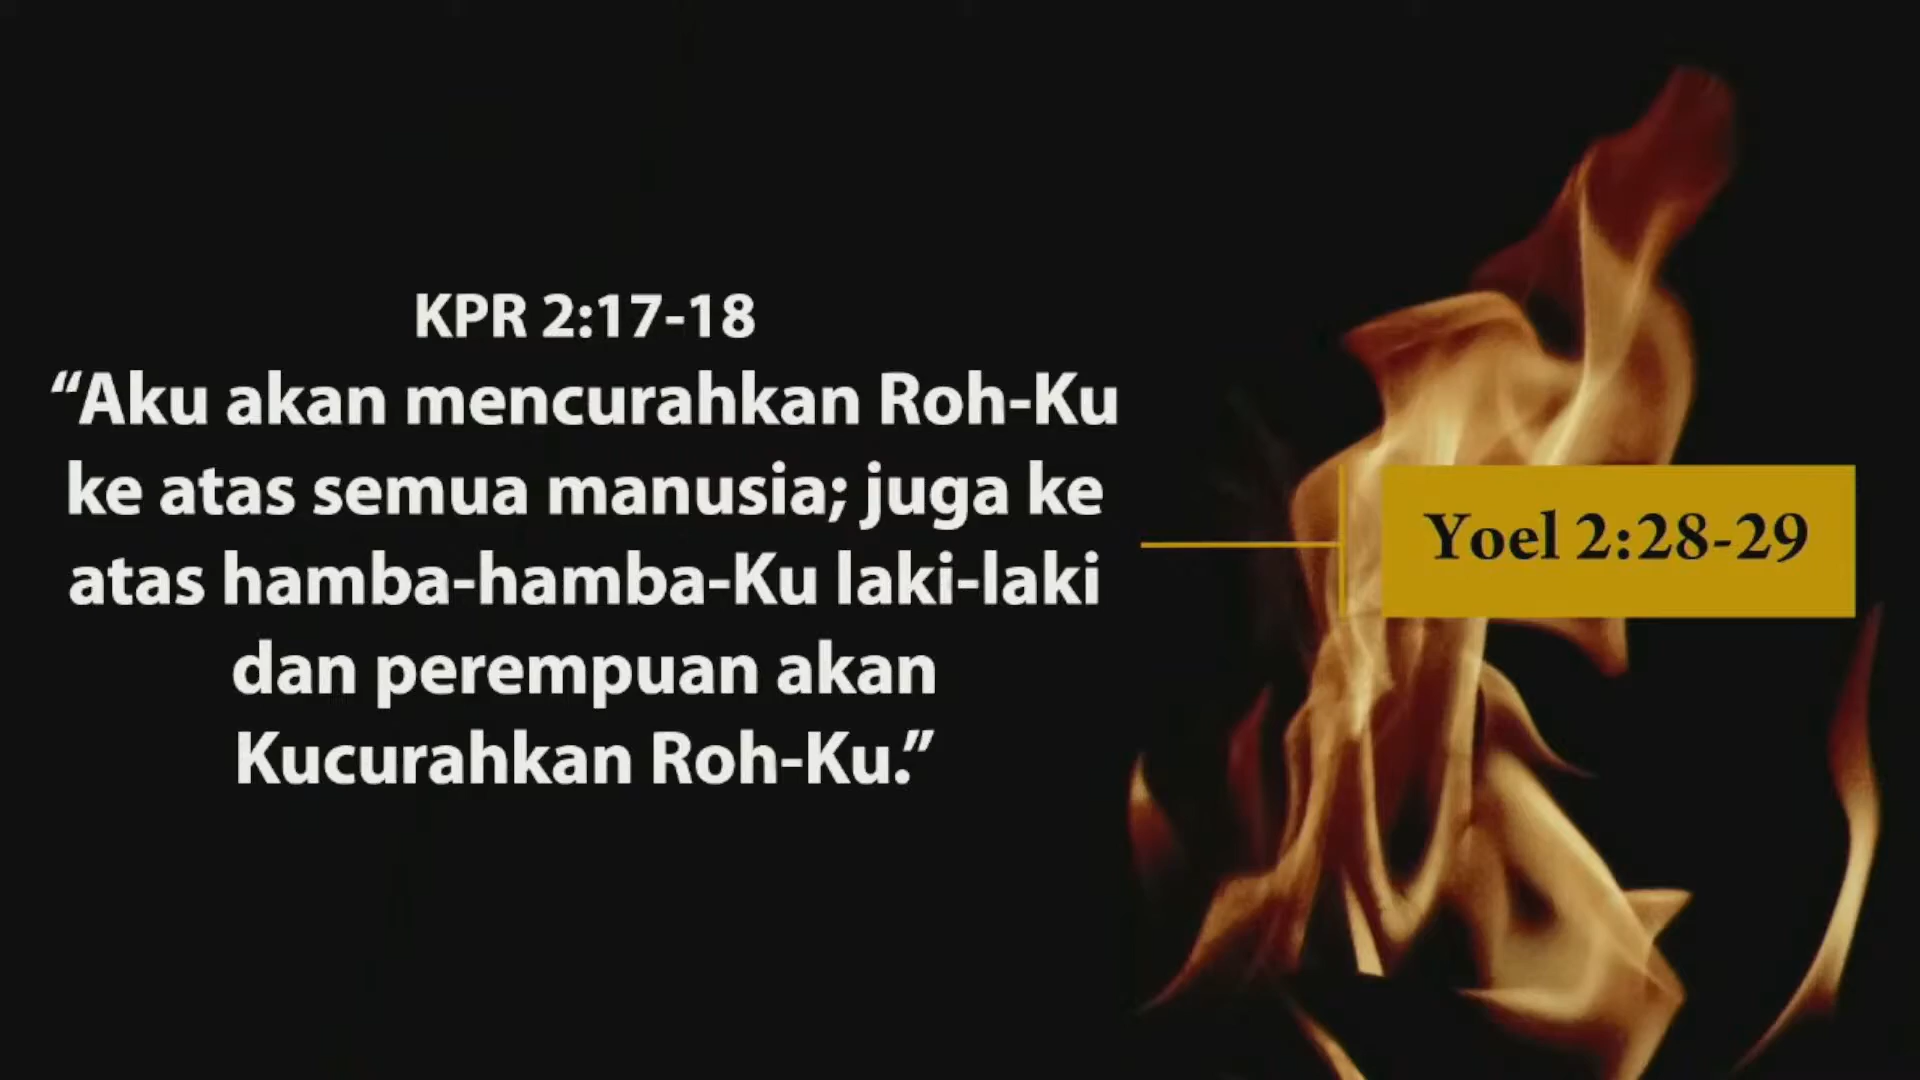 KPR 2:17-18
“Aku akan mencurahkan Roh-Ku
ke atas semua manusia; juga ke
atas hamba-hamba-Ku laki-laki
dan perempuan akan
Kucurahkan Roh-Ku.”
Yoel 2:28-29